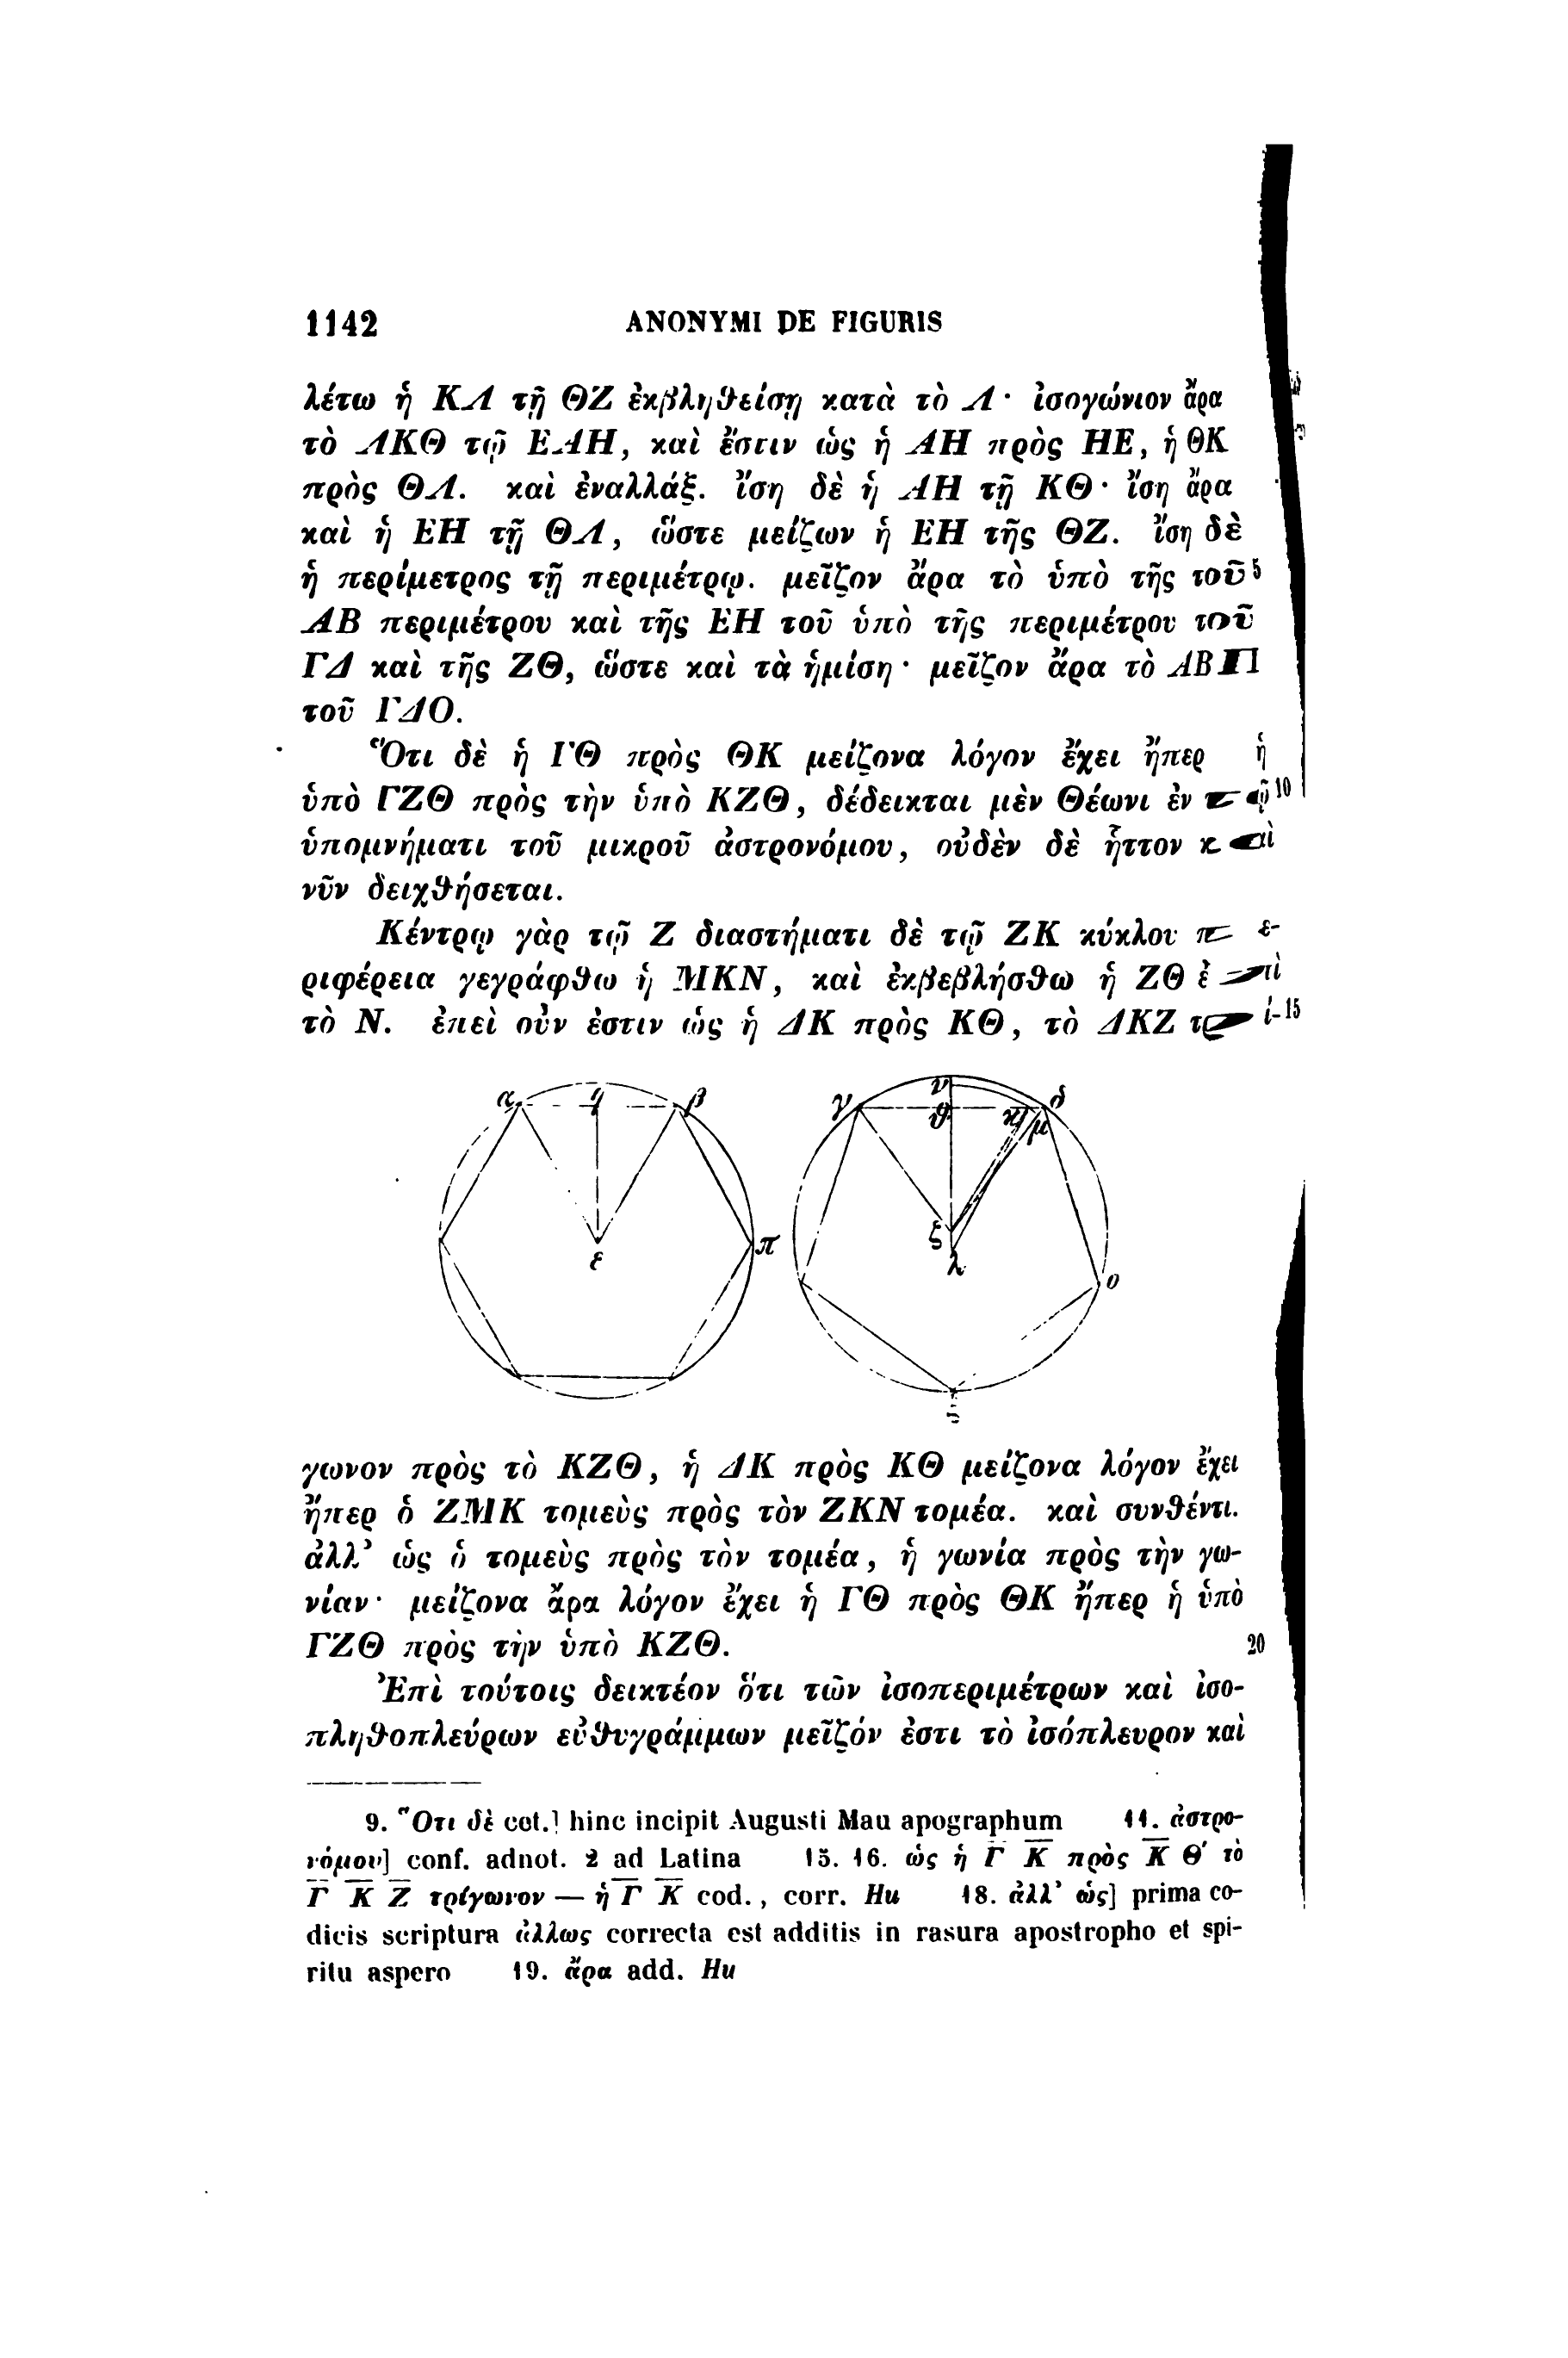 1142 ANONYMI DE FIGURIS
λέτω ἡ ΚΛ τῇ ΘΖ ἐκβληθείσῃ κατὰ τὸ Λ· ἰσογώνιον ἄρα
τὸ ΛΚΘ τῷ ΕΑΗ, καὶ ἔστιν ὡς ἡ ΑΗ πρὸς ΗΕ, ἡ ΘΚ
πρὸς ΘΛ. καὶ ἐναλλάξ. ἴση δὲ ἡ ΑΗ τῇ ΚΘ· ἴση ἄρα
καὶ ἡ ΕΗ τῇ ΘΛ, ὥστε μείζων ἡ ΕΗ τῆς ΘΖ. ἴση δὲ
ἡ περίμετρος τῇ περιμέτρῳ. μεῖζον ἄρα τὸ ὑπὸ τῆς τοῦ 5
ΑΒ περιμέτρου καὶ τῆς ΕΗ τοῦ ὑπὸ τῆς περιμέτρου τοῦ
ΓΔ καὶ τῆς ΖΘ, ὥστε καὶ τὰ ἡμίση· μεῖζον ἄρα τὸ ΑΒΠ
τοῦ ΓΔΟ.
Ὅτι δὲ ἡ ΓΘ πρὸς ΘΚ μείζονα λόγον ἔχει ἤπερ ἡ
ὑπὸ ΓΖΘ πρὸς τὴν ὑπὸ ΚΖΘ, δέδεικται μὲν Θέωνι ἐν τῷ 10
ὑπομνήματι τοῦ μικροῦ ἀστρονόμου, οὐδὲν δὲ ἧττον καὶ
νῦν δειχθήσεται.
Κέντρῳ γὰρ τῷ Ζ διαστήματι δὲ τῷ ΖΚ κύκλου πε-
ριφέρεια γεγράφθω ἡ ΜΚΝ, καὶ ἐκβεβλήσθω ἡ ΖΘ ἐπὶ
τὸ Ν. ἐπεὶ οὖν ἐστιν ὡς ἡ ΔΚ πρὸς ΚΘ, τὸ ΔΚΖ τρί- 15
α η β γ ν δ
θ κ μ
ζ
ε π λ ο
ξ
γωνον πρὸς τὸ ΚΖΘ, ἡ ΔΚ πρὸς ΚΘ μείζονα λόγον ἔχει
ἤπερ ὁ ΖΜΚ τομεὺς πρὸς τὸν ΖΚΝ τομέα. καὶ συνθέντι.
ἀλλ' ὡς ὁ τομεὺς πρὸς τὸν τομέα, ἡ γωνία πρὸς τὴν γω-
νίαν· μείζονα ἄρα λόγον ἔχει ἡ ΓΘ πρὸς ΘΚ ἤπερ ἡ ὑπὸ
ΓΖΘ πρὸς τὴν ὑπὸ ΚΖΘ. 20
Ἐπὶ τούτοις δεικτέον ὅτι τῶν ἰσοπεριμέτρων καὶ ἰσο-
πληθοπλεύρων εὐθυγράμμων μεῖζόν ἐστι τὸ ἰσόπλευρον καὶ
9. Ὅτι δὲ cet.] hinc incipit Augusti Mau apographum 11. ἀστρο-
νόμου] conf. adnot. 2 ad Latina 15. 16. ὡς ἡ Γ̅ Κ̅ πρὸς Κ̅ Θ' τὸ
Γ̅ Κ̅ Ζ̅ τρίγωνον — ἡ Γ̅ Κ̅ cod., corr. Hu 18. ἀλλ' ὡς] prima co-
dicis scriptura ἄλλως correcta est additis in rasura apostropho et spi-
ritu aspero 19. ἄρα add. Hu